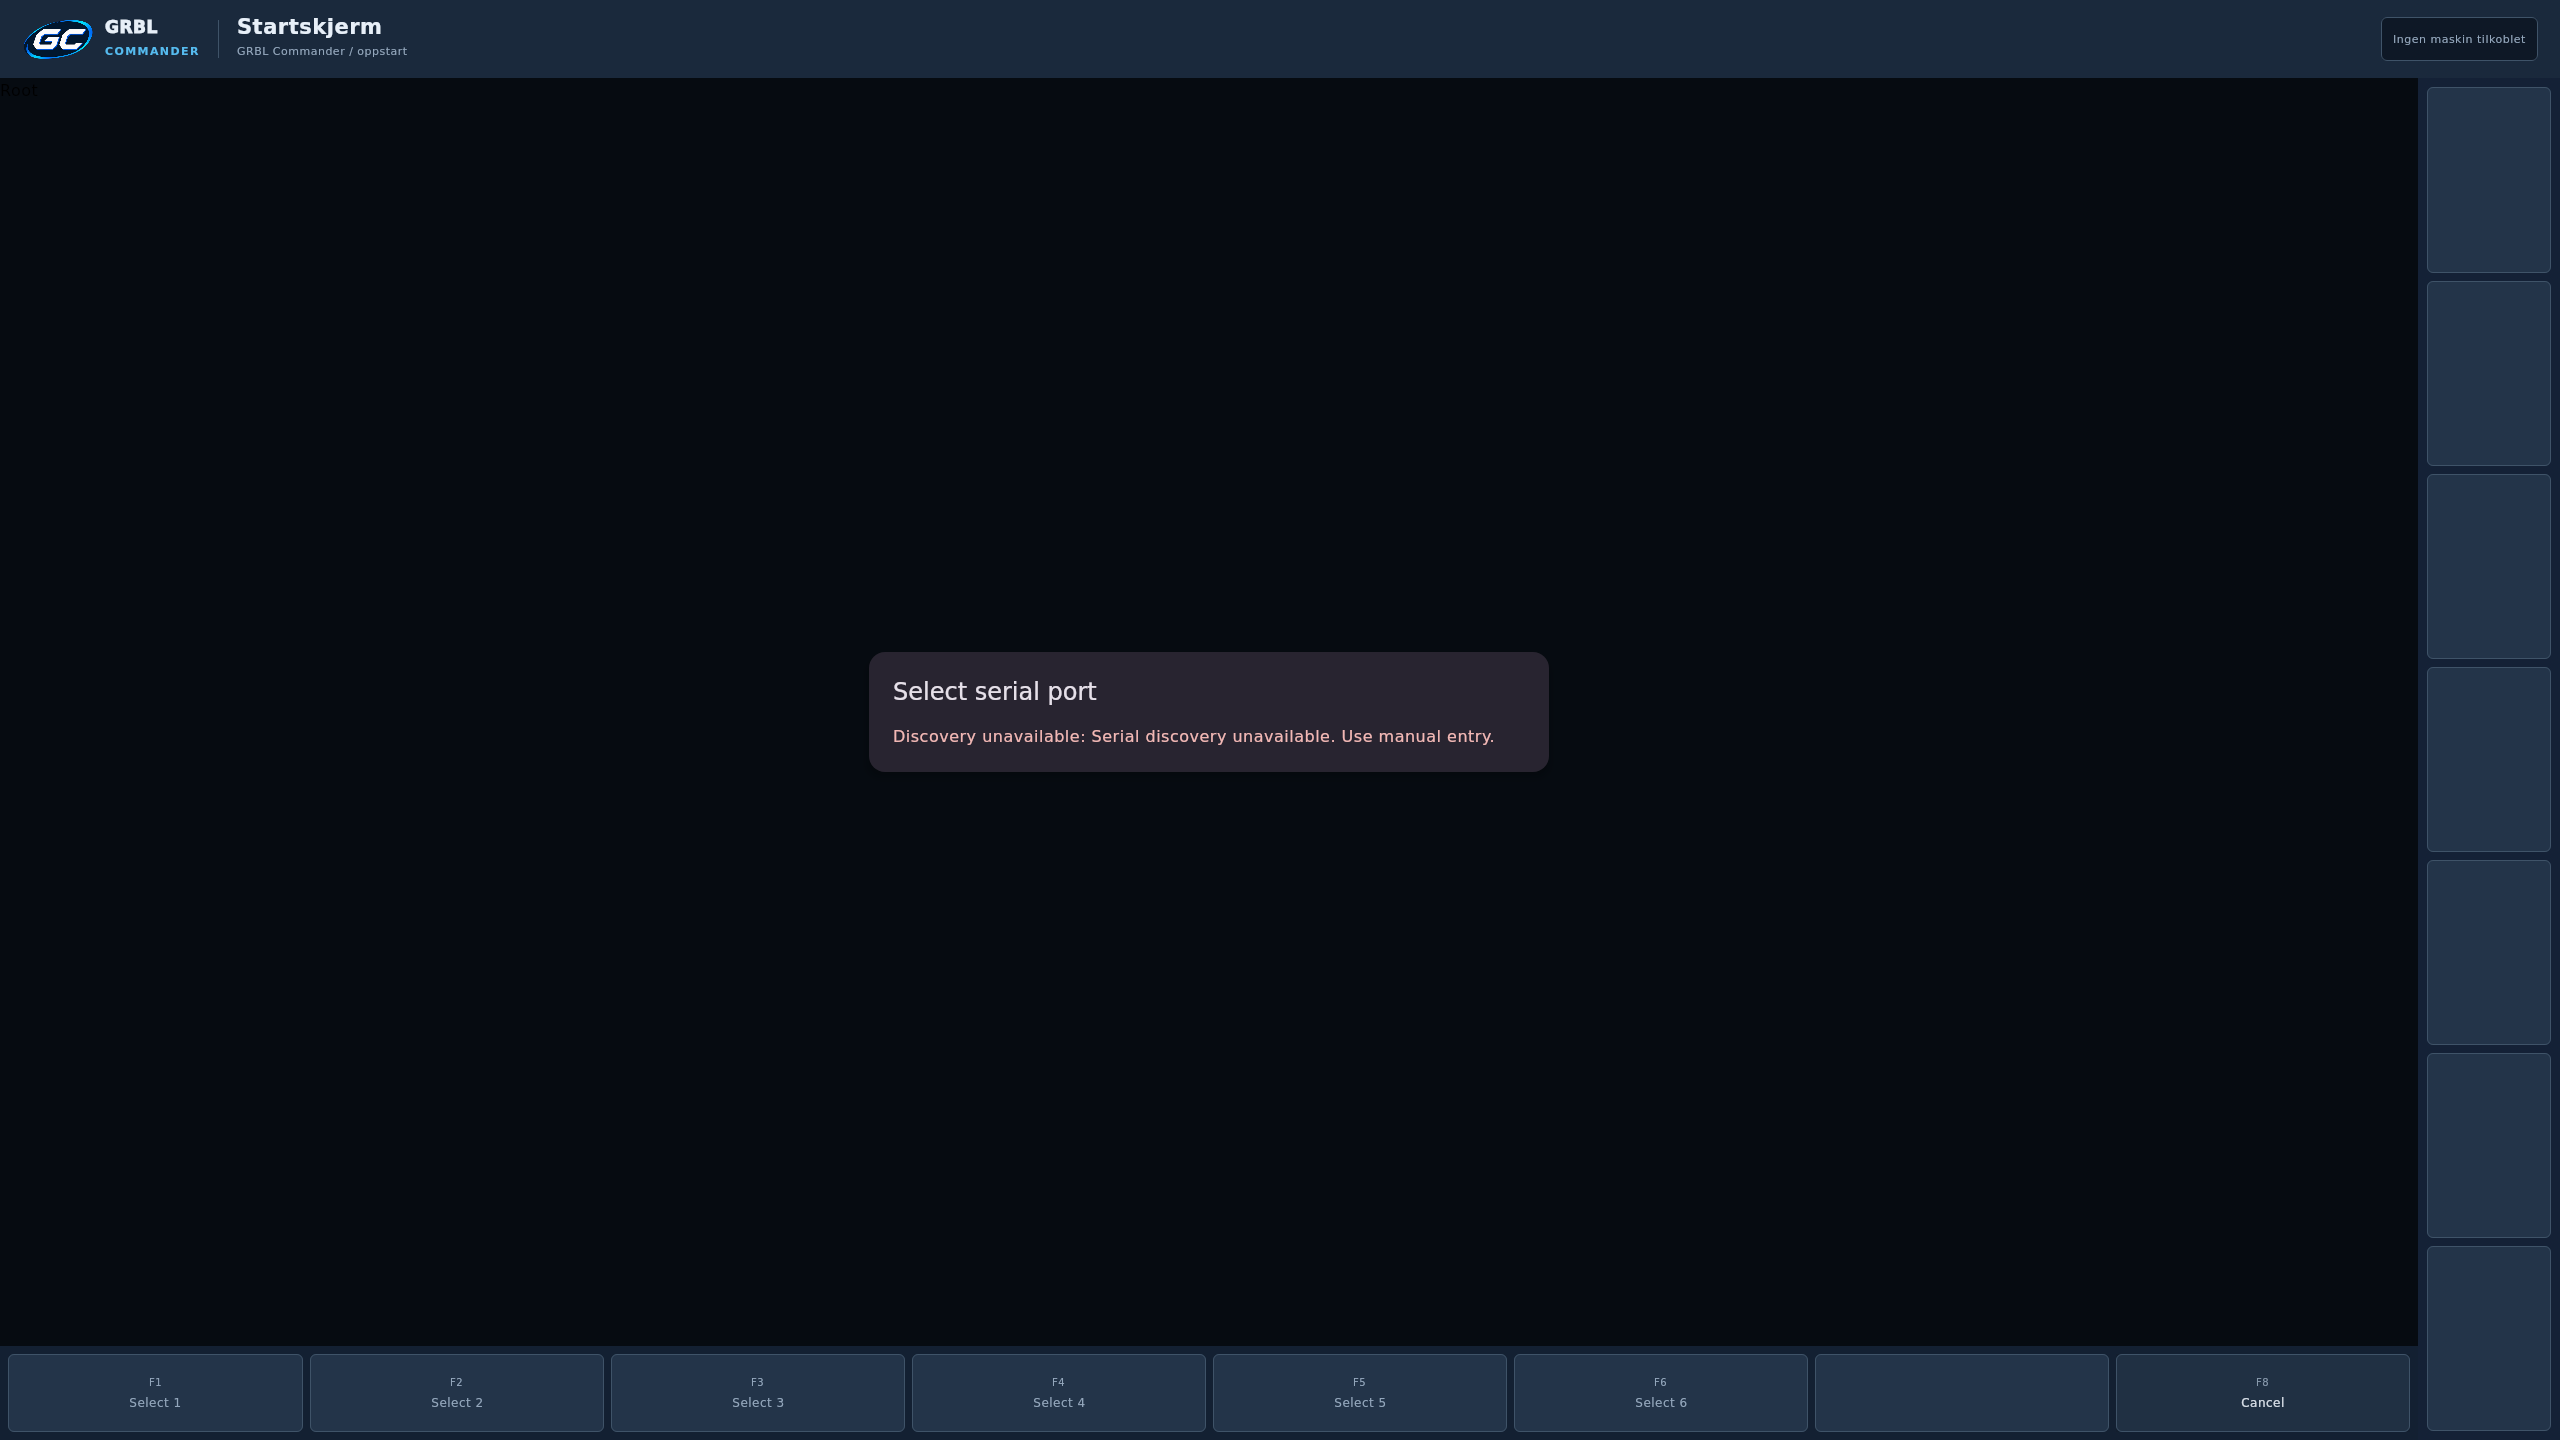 GC
GRBL
COMMANDER
Startskjerm
GRBL Commander / oppstart
Ingen maskin tilkoblet
Root
Select serial port
Discovery unavailable: Serial discovery unavailable. Use manual entry.
F1
Select 1
F2
Select 2
F3
Select 3
F4
Select 4
F5
Select 5
F6
Select 6
F8
Cancel